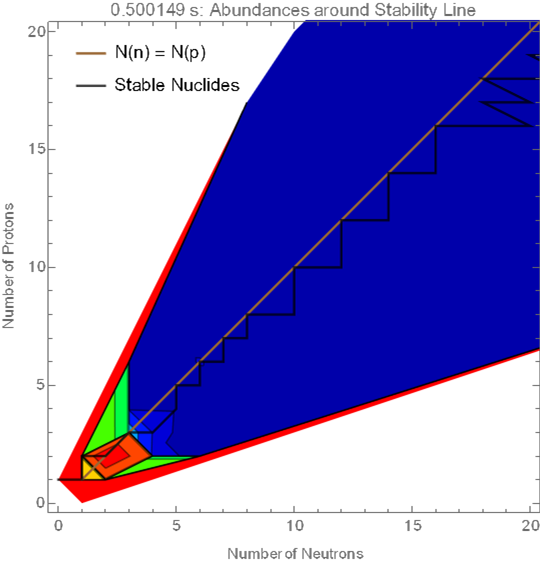 0.500149 s: Abundances around Stability Line
N(n) = N(p)
Stable Nuclides
20
15
10
5
0
Number of Protons
0 5 10 15 20
Number of Neutrons